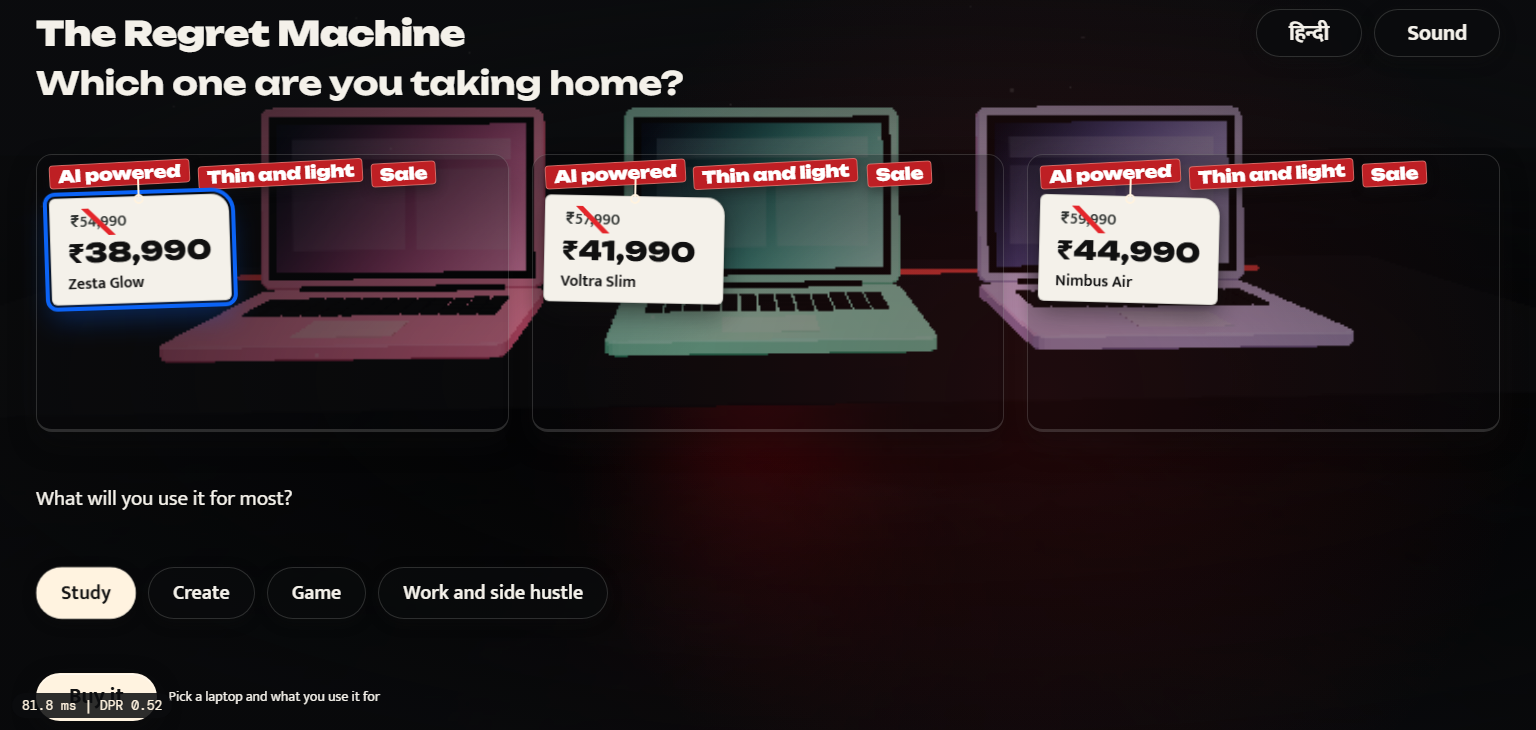 The Regret Machine
हिन्दी
Sound
Which one are you taking home?
AI powered
Thin and light
Sale
₹54,990
₹38,990
Zesta Glow
AI powered
Thin and light
Sale
₹57,990
₹41,990
Voltra Slim
AI powered
Thin and light
Sale
₹59,990
₹44,990
Nimbus Air
What will you use it for most?
Study
Create
Game
Work and side hustle
Buy it
Pick a laptop and what you use it for
81.8 ms | DPR 0.52